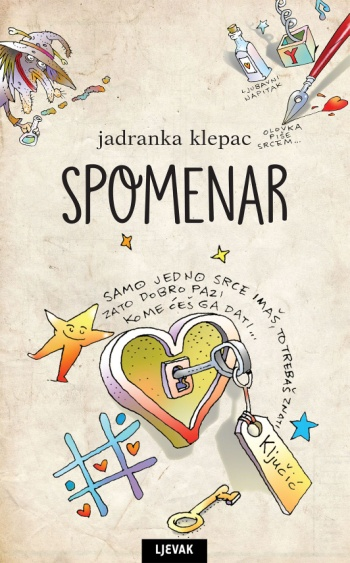 LJUBAVNI
NAPITAK
Y
OLOVKA
PIŠE
SRCEM...
jadranka klepac
SPOMENAR
SAMO JEDNO SRCE IMAŠ, TO TREBAŠ ZNATI
ZATO DOBRO PAZI
KOME ĆEŠ GA DATI...
Ključić
LJEVAK